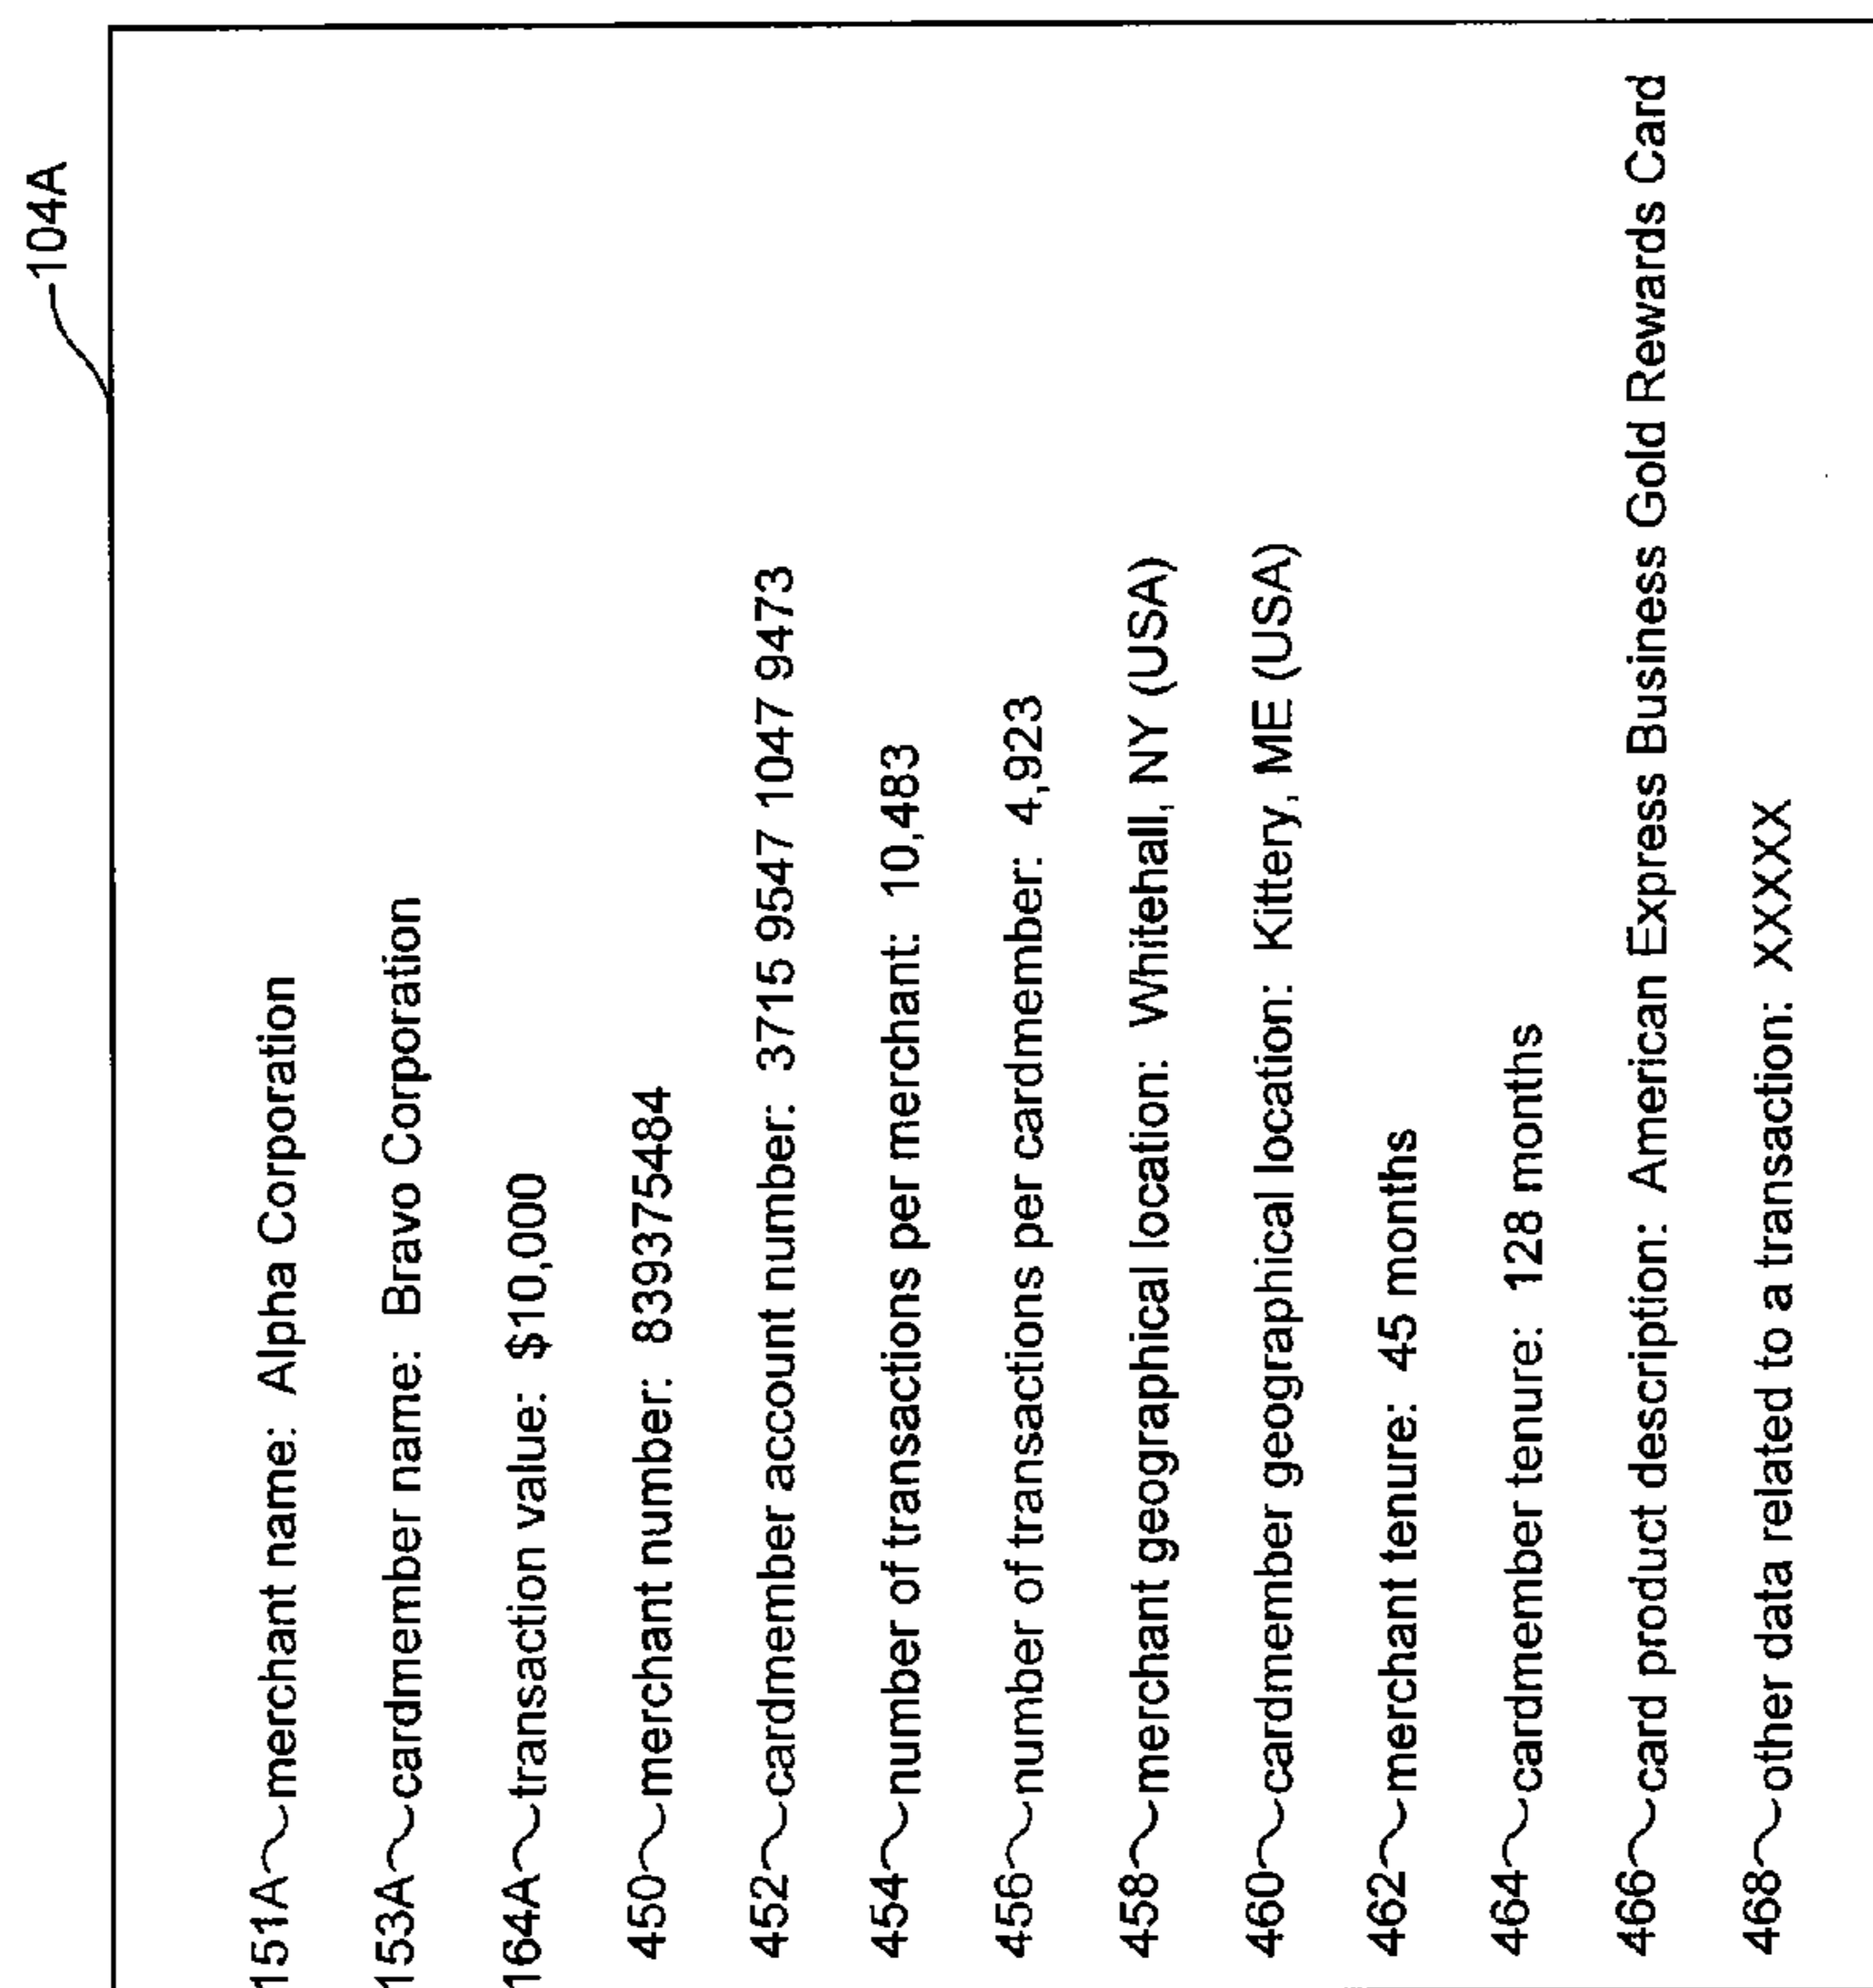 104A
151A merchant name: Alpha Corporation
153A cardmember name: Bravo Corporation
164A transaction value: $10,000
450 merchant number: 839375484
452 cardmember account number: 3715 9547 1047 9473
454 number of transactions per merchant: 10,483
456 number of transactions per cardmember: 4,923
458 merchant geographical location: Whitehall, NY (USA)
460 cardmember geographical location: Kittery, ME (USA)
462 merchant tenure: 45 months
464 cardmember tenure: 128 months
466 card product description: American Express Business Gold Rewards Card
468 other data related to a transaction: XXXXXX